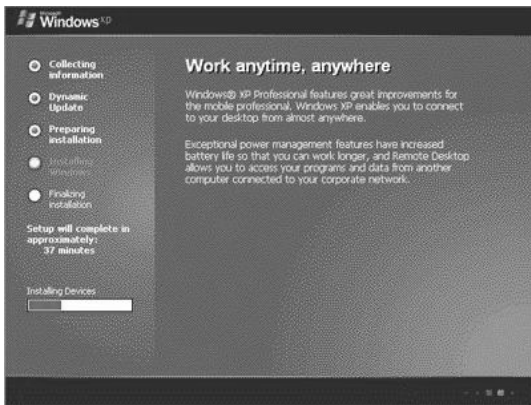 Microsoft
Windows xp
Collecting
information
Dynamic
Update
Preparing
installation
Installing
Windows
Finalizing
installation
Setup will complete in
approximately:
37 minutes
Installing Devices
Work anytime, anywhere
Windows® XP Professional features great improvements for
the mobile professional. Windows XP enables you to connect
to your desktop from almost anywhere.
Exceptional power management features have increased
battery life so that you can work longer, and Remote Desktop
allows you to access your programs and data from another
computer connected to your corporate network.